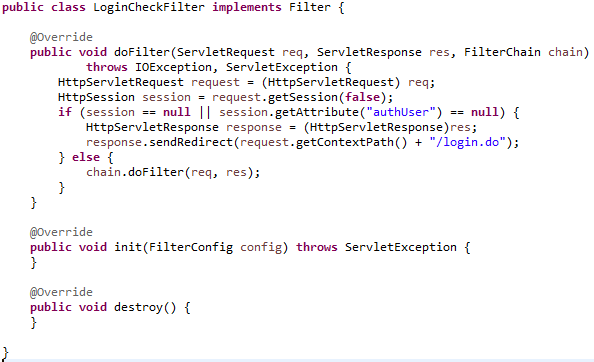 public class LoginCheckFilter implements Filter {
@Override
public void doFilter(ServletRequest req, ServletResponse res, FilterChain chain)
throws IOException, ServletException {
HttpServletRequest request = (HttpServletRequest) req;
HttpSession session = request.getSession(false);
if (session == null || session.getAttribute("authUser") == null) {
HttpServletResponse response = (HttpServletResponse)res;
response.sendRedirect(request.getContextPath() + "/login.do");
} else {
chain.doFilter(req, res);
}
}
@Override
public void init(FilterConfig config) throws ServletException {
}
@Override
public void destroy() {
}
}